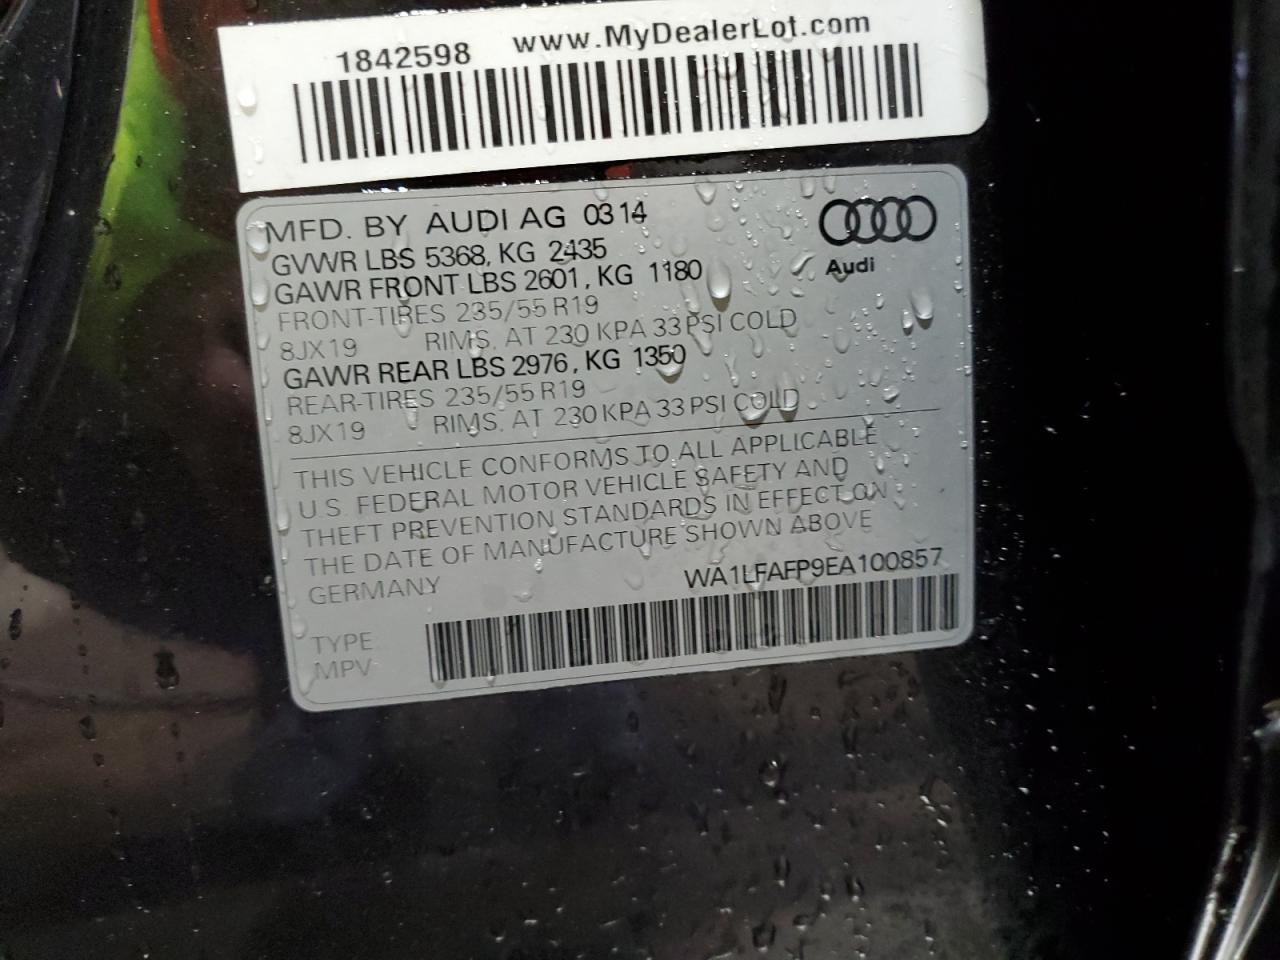 1842598 www.MyDealerLot.com
MFD. BY AUDI AG 03 14
GVWR LBS 5368, KG 2435
GAWR FRONT LBS 2601, KG 1180
Audi
FRONT-TIRES 235/55 R19
8JX19 RIMS. AT 230 KPA 33 PSI COLD
GAWR REAR LBS 2976, KG 1350
REAR-TIRES 235/55 R19
8JX19 RIMS. AT 230 KPA 33 PSI COLD
THIS VEHICLE CONFORMS TO ALL APPLICABLE
U.S. FEDERAL MOTOR VEHICLE SAFETY AND
THEFT PREVENTION STANDARDS IN EFFECT ON
THE DATE OF MANUFACTURE SHOWN ABOVE
GERMANY WA1LFAFP9EA100857
TYPE
MPV